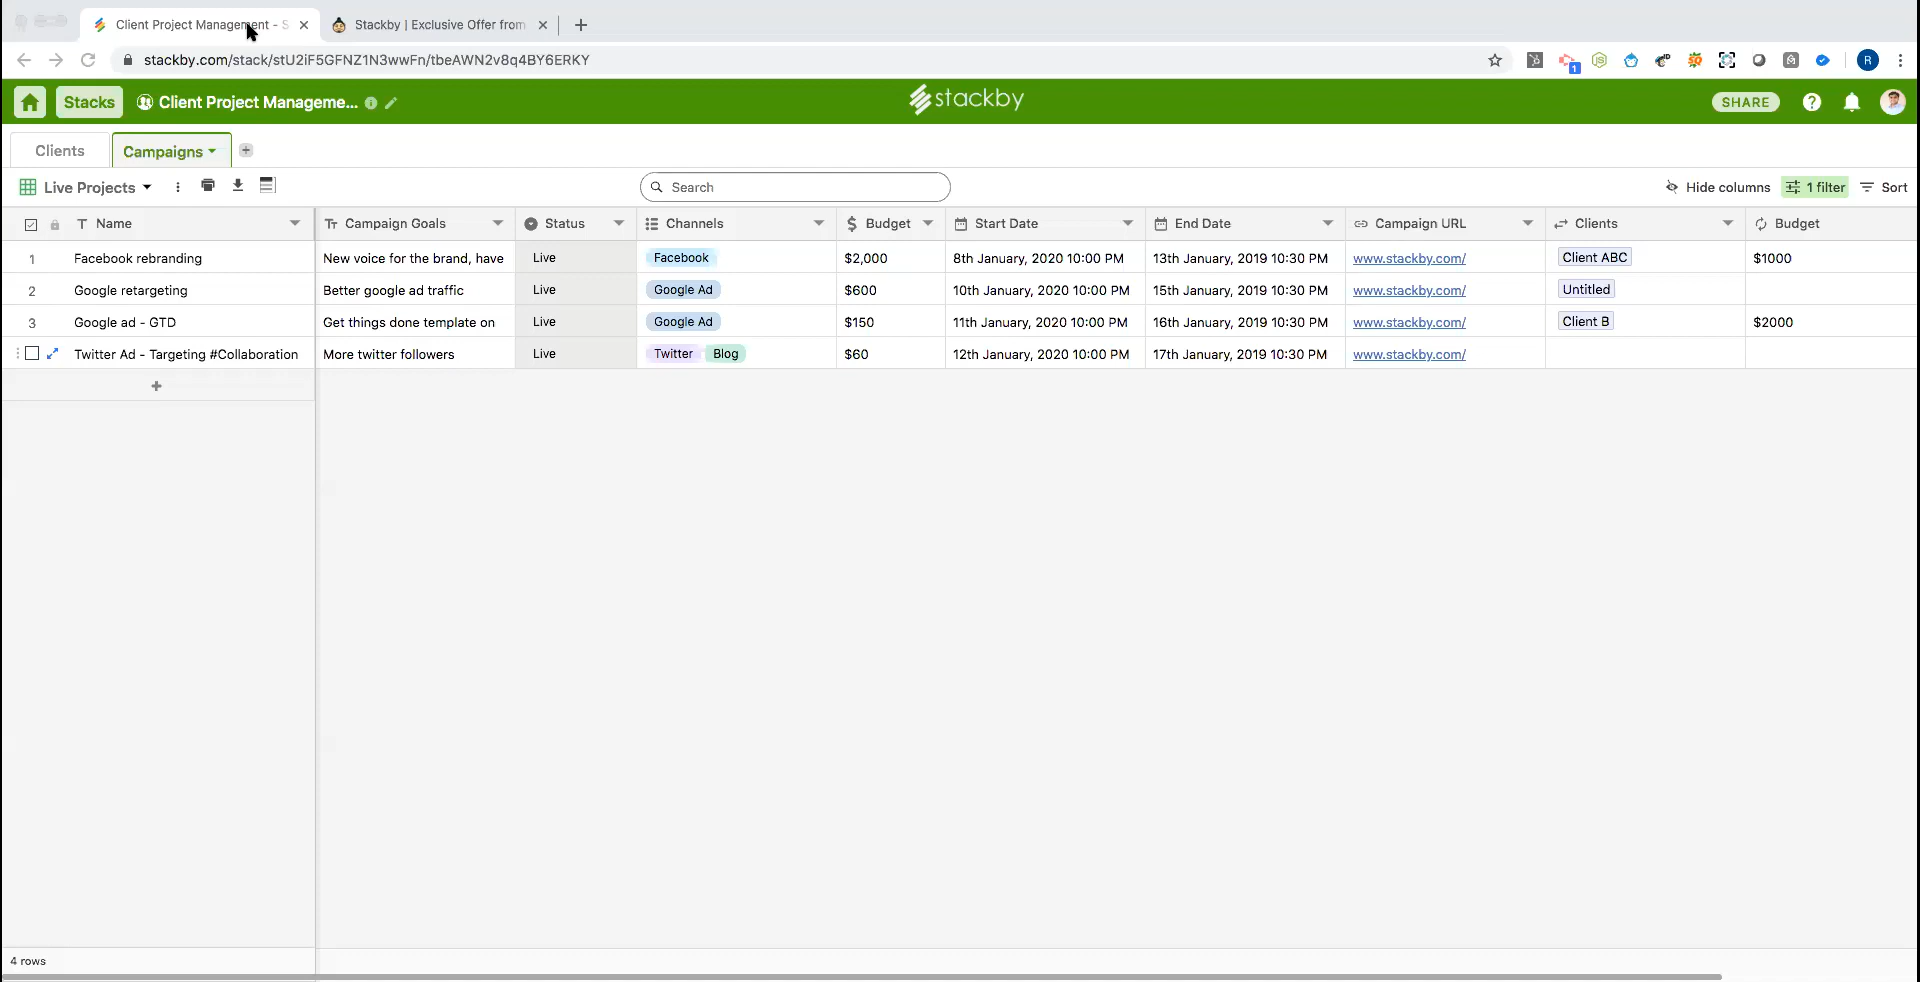 Client Project Management - S
Stackby | Exclusive Offer from
stackby.com/stack/stU2iF5GFNZ1N3wwFn/tbeAWN2v8q4BY6ERKY
1
R
Stacks
Client Project Manageme...
stackby
SHARE
Clients
Campaigns
Live Projects
Search
Hide columns
1 filter
Sort
Name Campaign Goals Status Channels Budget Start Date End Date Campaign URL Clients Budget
1 Facebook rebranding New voice for the brand, have Live Facebook $2,000 8th January, 2020 10:00 PM 13th January, 2019 10:30 PM www.stackby.com/ Client ABC $1000
2 Google retargeting Better google ad traffic Live Google Ad $600 10th January, 2020 10:00 PM 15th January, 2019 10:30 PM www.stackby.com/ Untitled
3 Google ad - GTD Get things done template on Live Google Ad $150 11th January, 2020 10:00 PM 16th January, 2019 10:30 PM www.stackby.com/ Client B $2000
Twitter Ad - Targeting #Collaboration More twitter followers Live Twitter Blog $60 12th January, 2020 10:00 PM 17th January, 2019 10:30 PM www.stackby.com/
4 rows